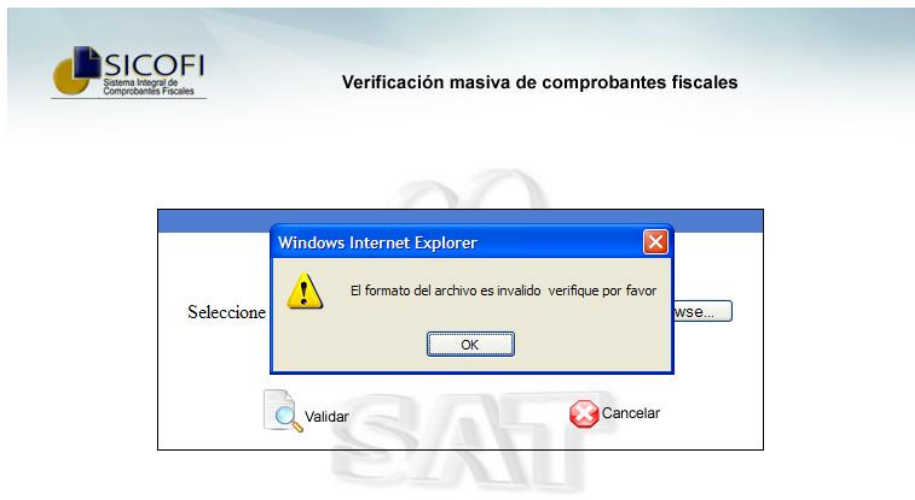 SICOFI
Sistema Integral de
Comprobantes Fiscales
Verificación masiva de comprobantes fiscales
Windows Internet Explorer
El formato del archivo es invalido verifique por favor
Seleccione
wse...
OK
Validar
Cancelar
SAT